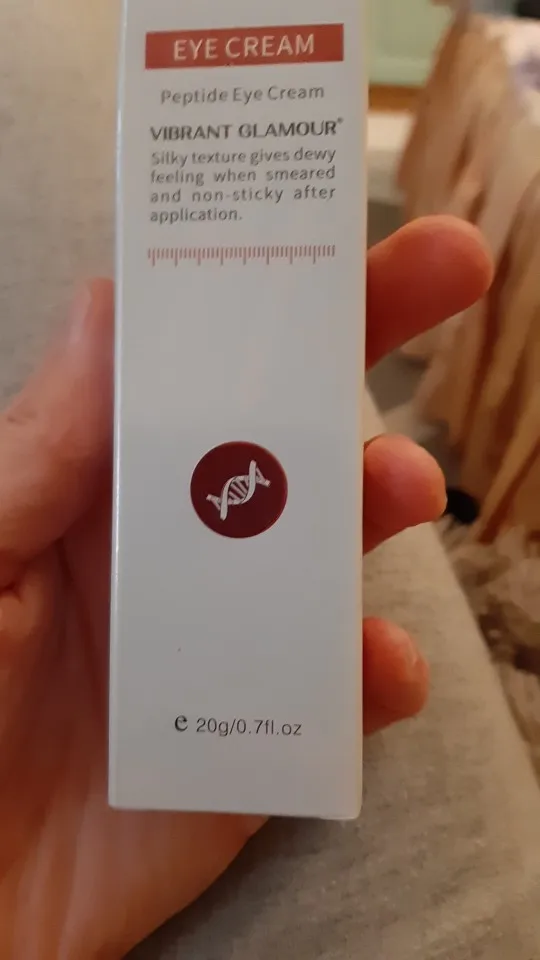 EYE CREAM
Peptide Eye Cream
VIBRANT GLAMOUR®
Silky texture gives dewy
feeling when smeared
and non-sticky after
application.
e 20g/0.7fl.oz